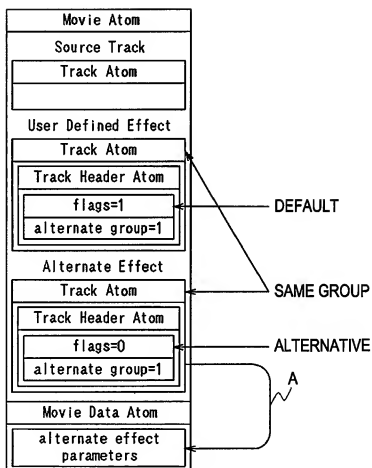 Movie Atom
Source Track
Track Atom
User Defined Effect
Track Atom
Track Header Atom
flags=1
DEFAULT
alternate group=1
Alternate Effect
Track Atom
SAME GROUP
Track Header Atom
flags=0
ALTERNATIVE
alternate group=1
A
Movie Data Atom
alternate effect
parameters